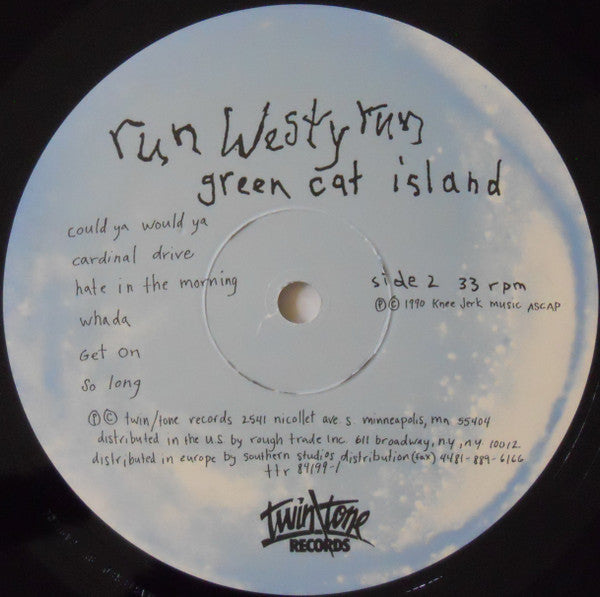 run Westy run
green cat island
could ya would ya
cardinal drive
hate in the morning
whada
Get On
so long
side 2 33 rpm
℗ © 1990 Knee Jerk music ASCAP
℗ © twin/tone records 2541 nicollet ave s. minneapolis, mn 55404
distributed in the U.S. by rough trade Inc. 611 broadway, n.y., n.y. 10012
distributed in europe by southern studios distribution (fax) 4481-889-6166
ttr 89199-1
twin/tone
RECORDS